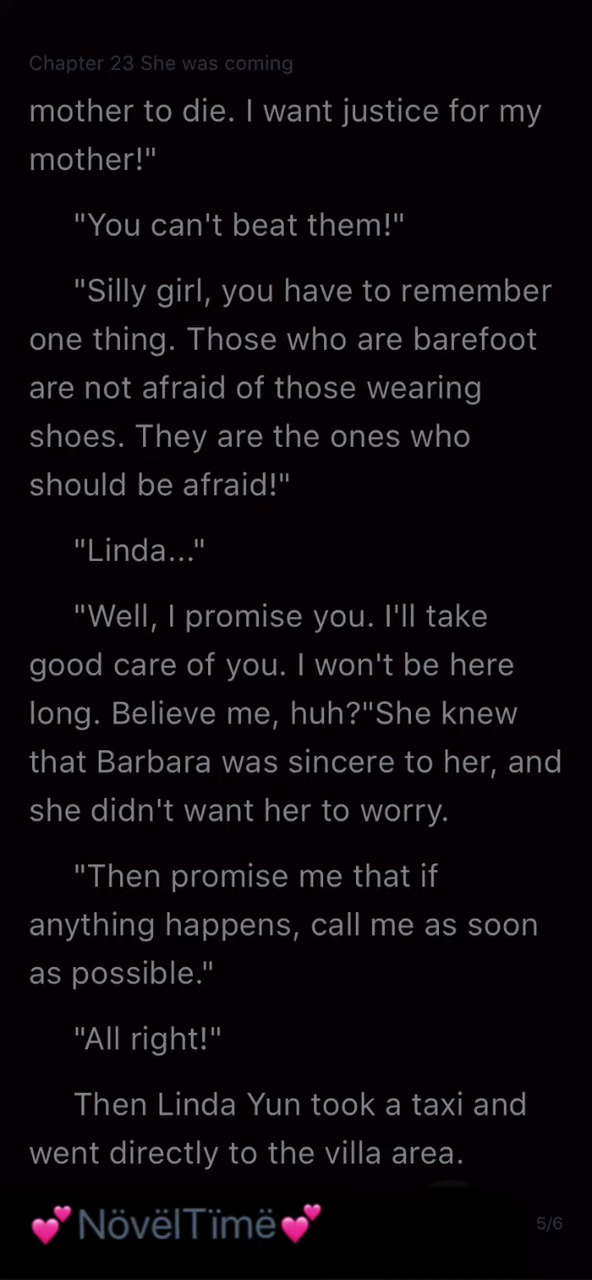 Chapter 23 She was coming
mother to die. I want justice for my
mother!"
"You can't beat them!"
"Silly girl, you have to remember
one thing. Those who are barefoot
are not afraid of those wearing
shoes. They are the ones who
should be afraid!"
"Linda..."
"Well, I promise you. I'll take
good care of you. I won't be here
long. Believe me, huh?"She knew
that Barbara was sincere to her, and
she didn't want her to worry.
"Then promise me that if
anything happens, call me as soon
as possible."
"All right!"
Then Linda Yun took a taxi and
went directly to the villa area.
💕NövëlTïmë💕
5/6